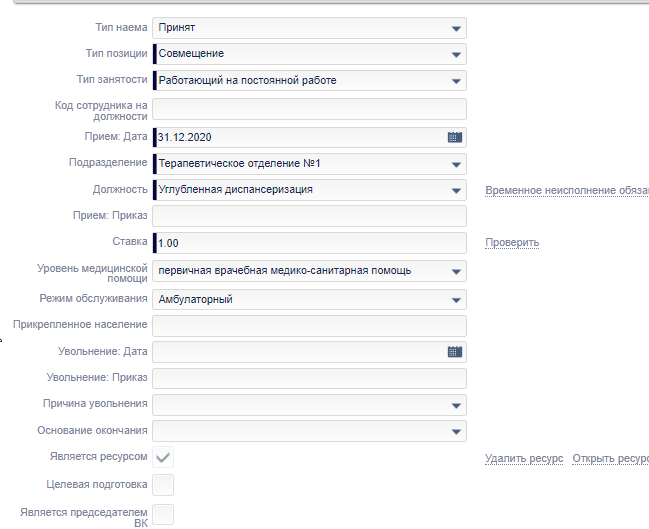 Тип наема Принят
Тип позиции Совмещение
Тип занятости Работающий на постоянной работе
Код сотрудника на
должности
Прием: Дата 31.12.2020
Подразделение Терапевтическое отделение №1
Должность Углубленная диспансеризация Временное неисполнение обяза
Прием: Приказ
Ставка 1.00 Проверить
Уровень медицинской
помощи первичная врачебная медико-санитарная помощь
Режим обслуживания Амбулаторный
Прикрепленное население
Увольнение: Дата
Увольнение: Приказ
Причина увольнения
Основание окончания
Является ресурсом Удалить ресурс Открыть ресурс
Целевая подготовка
Является председателем
ВК